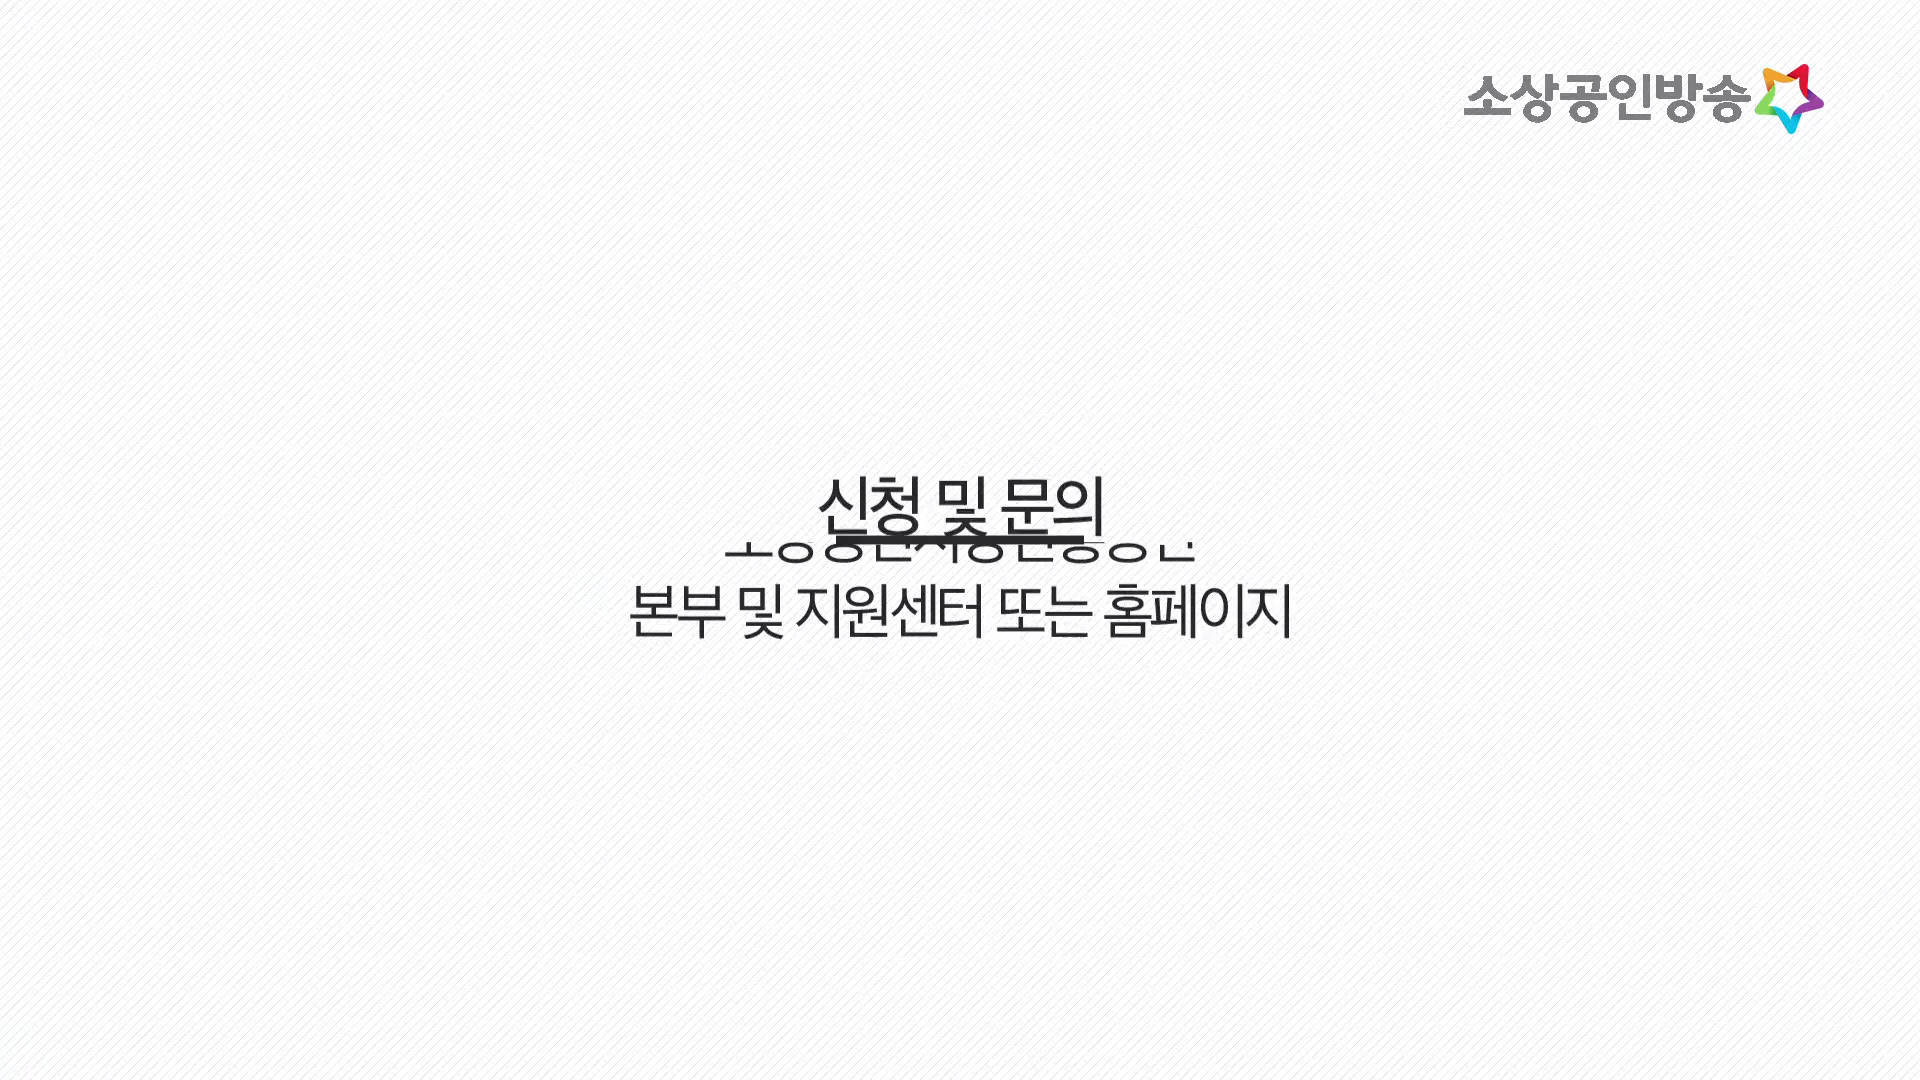 소상공인방송
신청 및 문의
본부 및 지원센터 또는 홈페이지